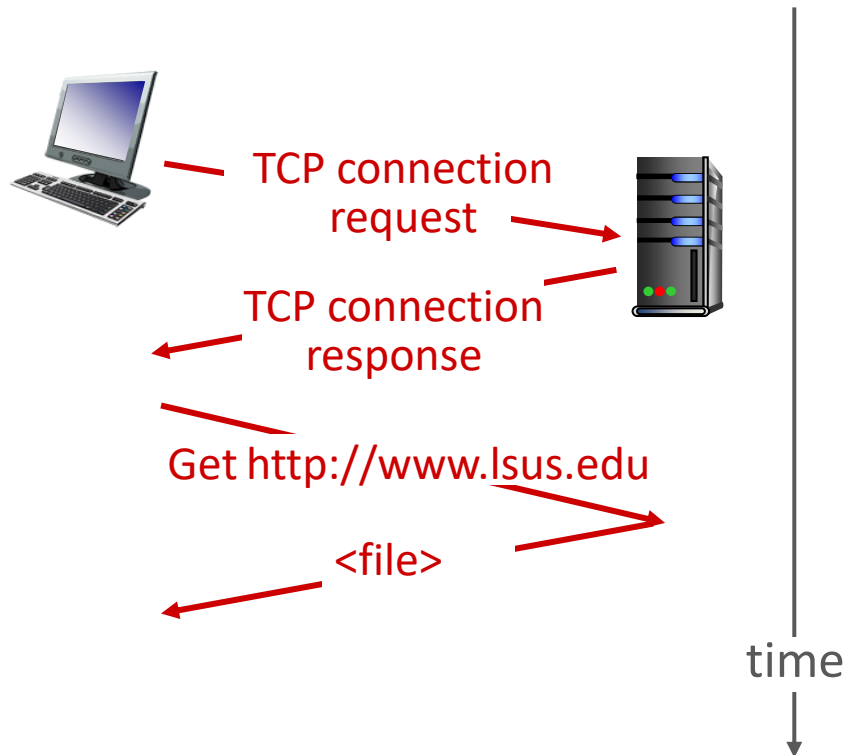 TCP connection
request
TCP connection
response
Get http://www.lsus.edu
<file>
time